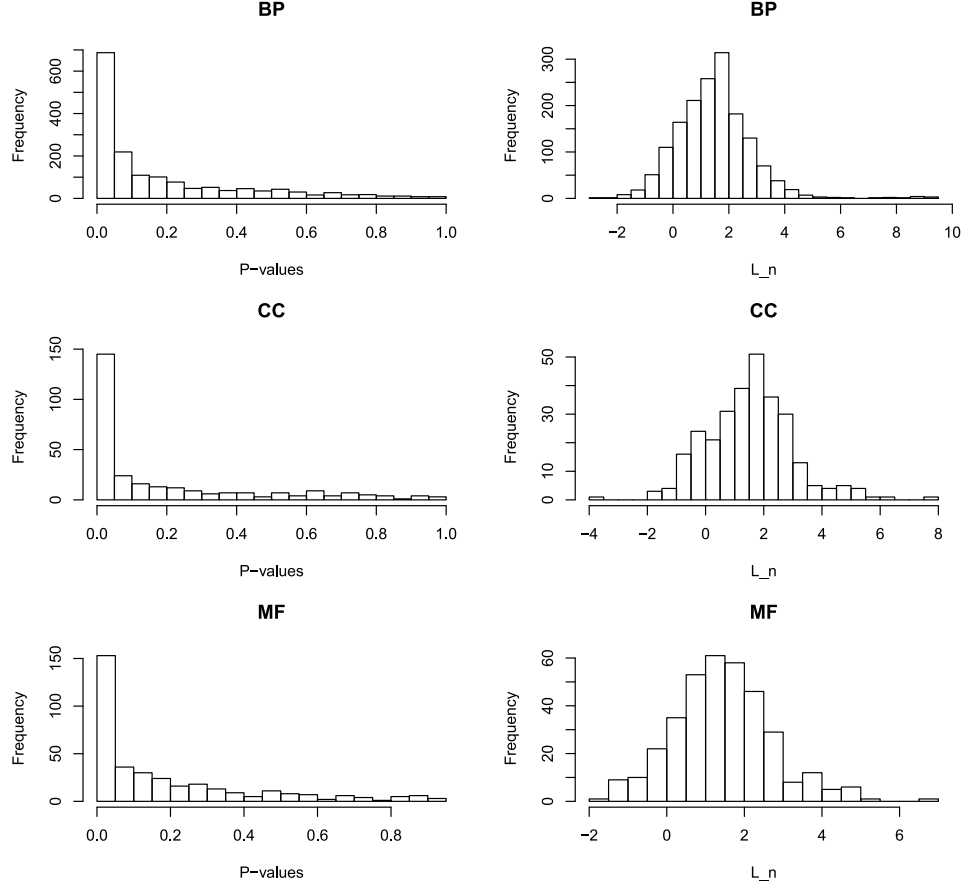 BP
Frequency
0 200 400 600
0.0 0.2 0.4 0.6 0.8 1.0
P−values
BP
Frequency
0 100 200 300
−2 0 2 4 6 8 10
L_n
CC
Frequency
0 50 100 150
0.0 0.2 0.4 0.6 0.8 1.0
P−values
CC
Frequency
0 10 30 50
−4 −2 0 2 4 6 8
L_n
MF
Frequency
0 50 100 150
0.0 0.2 0.4 0.6 0.8
P−values
MF
Frequency
0 20 40 60
−2 0 2 4 6
L_n